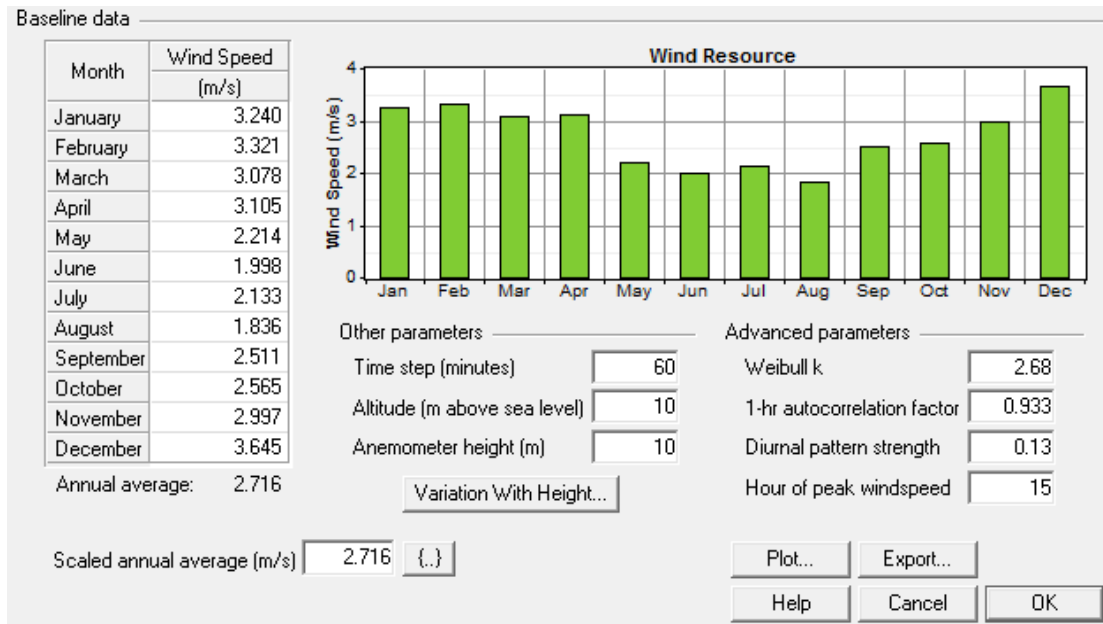 Baseline data
Month Wind Speed
(m/s)
January 3.240
February 3.321
March 3.078
April 3.105
May 2.214
June 1.998
July 2.133
August 1.836
September 2.511
October 2.565
November 2.997
December 3.645
Annual average: 2.716
Wind Resource
Wind Speed (m/s)
4
3
2
1
0
Jan Feb Mar Apr May Jun Jul Aug Sep Oct Nov Dec
Other parameters
Time step (minutes) 60
Altitude (m above sea level) 10
Anemometer height (m) 10
Variation With Height...
Advanced parameters
Weibull k 2.68
1-hr autocorrelation factor 0.933
Diurnal pattern strength 0.13
Hour of peak windspeed 15
Scaled annual average (m/s) 2.716 {..}
Plot... Export...
Help Cancel OK